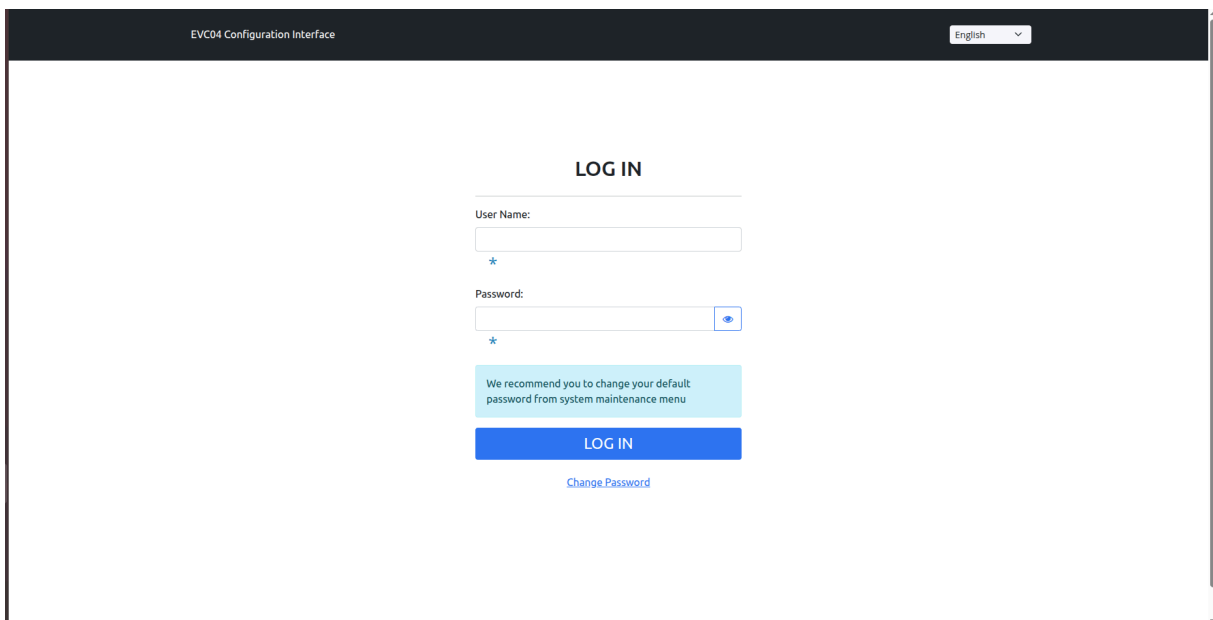 EVC04 Configuration Interface
English
LOG IN
User Name:
*
Password:
*
We recommend you to change your default
password from system maintenance menu
LOG IN
Change Password